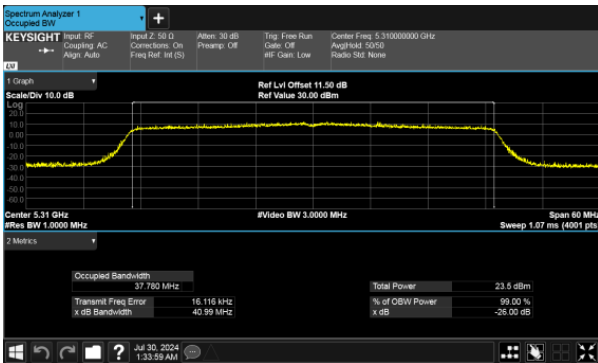 Spectrum Analyzer 1
Occupied BW
KEYSIGHT Input: RF Input Z: 50 Ω Atten: 30 dB Trig: Free Run Center Freq: 5.310000000 GHz
Coupling: AC Corrections: On Preamp: Off Gate: Off Avg|Hold: 50/50
Align: Auto Freq Ref: Int (S) #IF Gain: Low Radio Std: None
LXI
1 Graph
Ref Lvl Offset 11.50 dB
Scale/Div 10.0 dB Ref Value 30.00 dBm
Log
20.0
10.0
0.00
-10.0
-20.0
-30.0
-40.0
-50.0
-60.0
Center 5.31 GHz #Video BW 3.0000 MHz Span 60 MHz
#Res BW 1.0000 MHz Sweep 1.07 ms (4001 pts
2 Metrics
Occupied Bandwidth
37.780 MHz Total Power 23.5 dBm
Transmit Freq Error 16.116 kHz % of OBW Power 99.00 %
x dB Bandwidth 40.99 MHz x dB -26.00 dB
Jul 30, 2024
1:33:59 AM